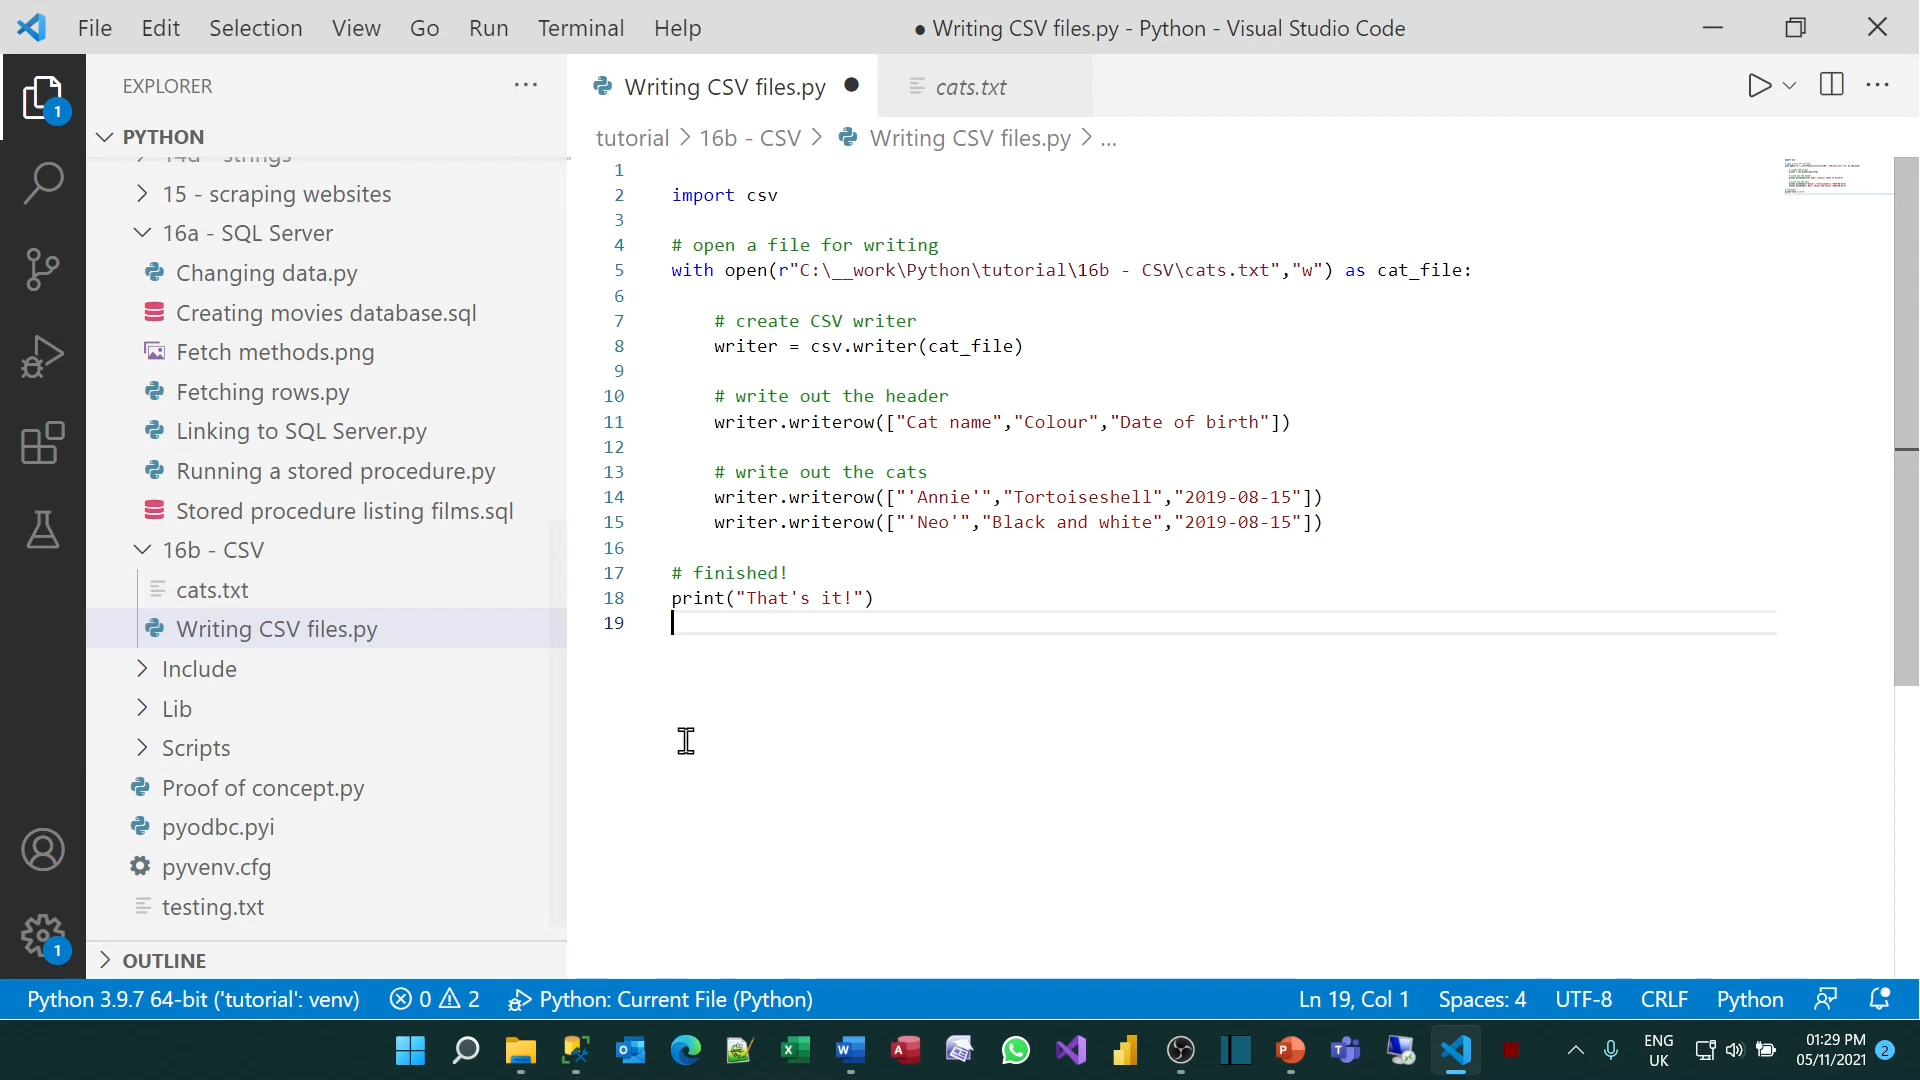 File Edit Selection View Go Run Terminal Help
● Writing CSV files.py - Python - Visual Studio Code
EXPLORER
PYTHON
14d - strings
15 - scraping websites
16a - SQL Server
Changing data.py
Creating movies database.sql
Fetch methods.png
Fetching rows.py
Linking to SQL Server.py
Running a stored procedure.py
Stored procedure listing films.sql
16b - CSV
cats.txt
Writing CSV files.py
Include
Lib
Scripts
Proof of concept.py
pyodbc.pyi
pyvenv.cfg
testing.txt
OUTLINE
1
1
Writing CSV files.py ●
cats.txt
tutorial > 16b - CSV > Writing CSV files.py > ...
1
2 import csv
3
4 # open a file for writing
5 with open(r"C:\__work\Python\tutorial\16b - CSV\cats.txt","w") as cat_file:
6
7 # create CSV writer
8 writer = csv.writer(cat_file)
9
10 # write out the header
11 writer.writerow(["Cat name","Colour","Date of birth"])
12
13 # write out the cats
14 writer.writerow(["'Annie'","Tortoiseshell","2019-08-15"])
15 writer.writerow(["'Neo'","Black and white","2019-08-15"])
16
17 # finished!
18 print("That's it!")
19
Python 3.9.7 64-bit ('tutorial': venv) 0 2 Python: Current File (Python) Ln 19, Col 1 Spaces: 4 UTF-8 CRLF Python
ENG
UK
01:29 PM
05/11/2021
2